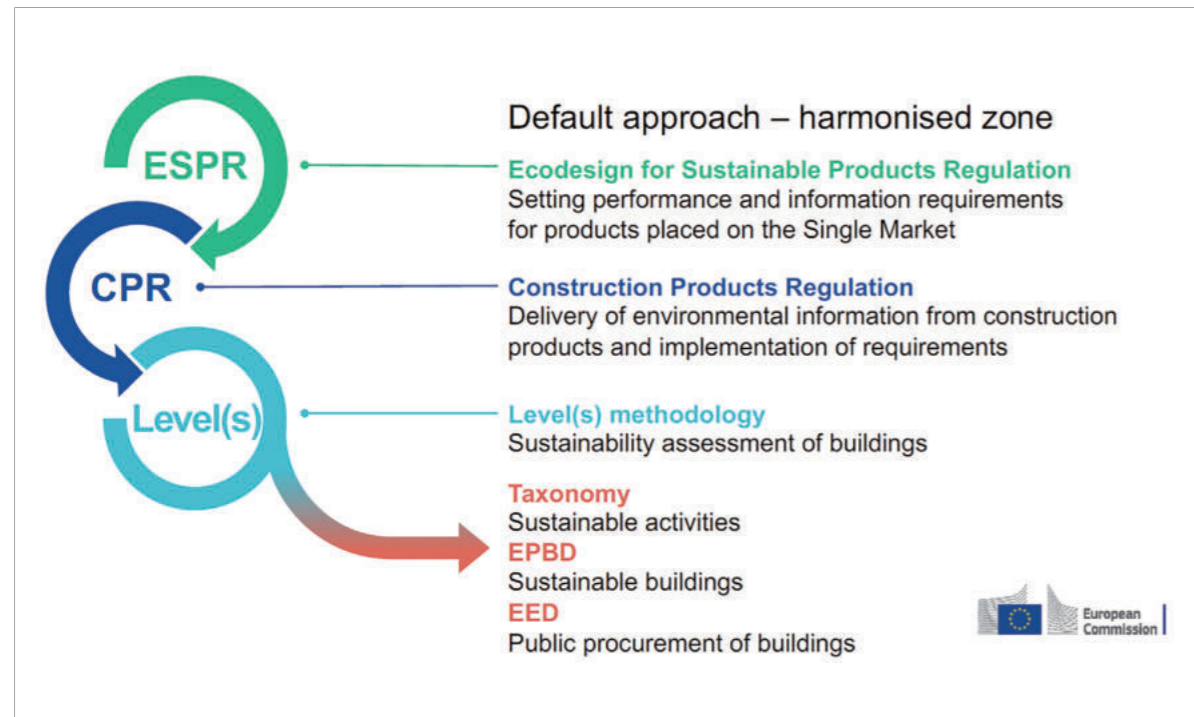 Default approach – harmonised zone
ESPR
Ecodesign for Sustainable Products Regulation
Setting performance and information requirements
for products placed on the Single Market
CPR
Construction Products Regulation
Delivery of environmental information from construction
products and implementation of requirements
Level(s)
Level(s) methodology
Sustainability assessment of buildings
Taxonomy
Sustainable activities
EPBD
Sustainable buildings
EED
Public procurement of buildings
European
Commission